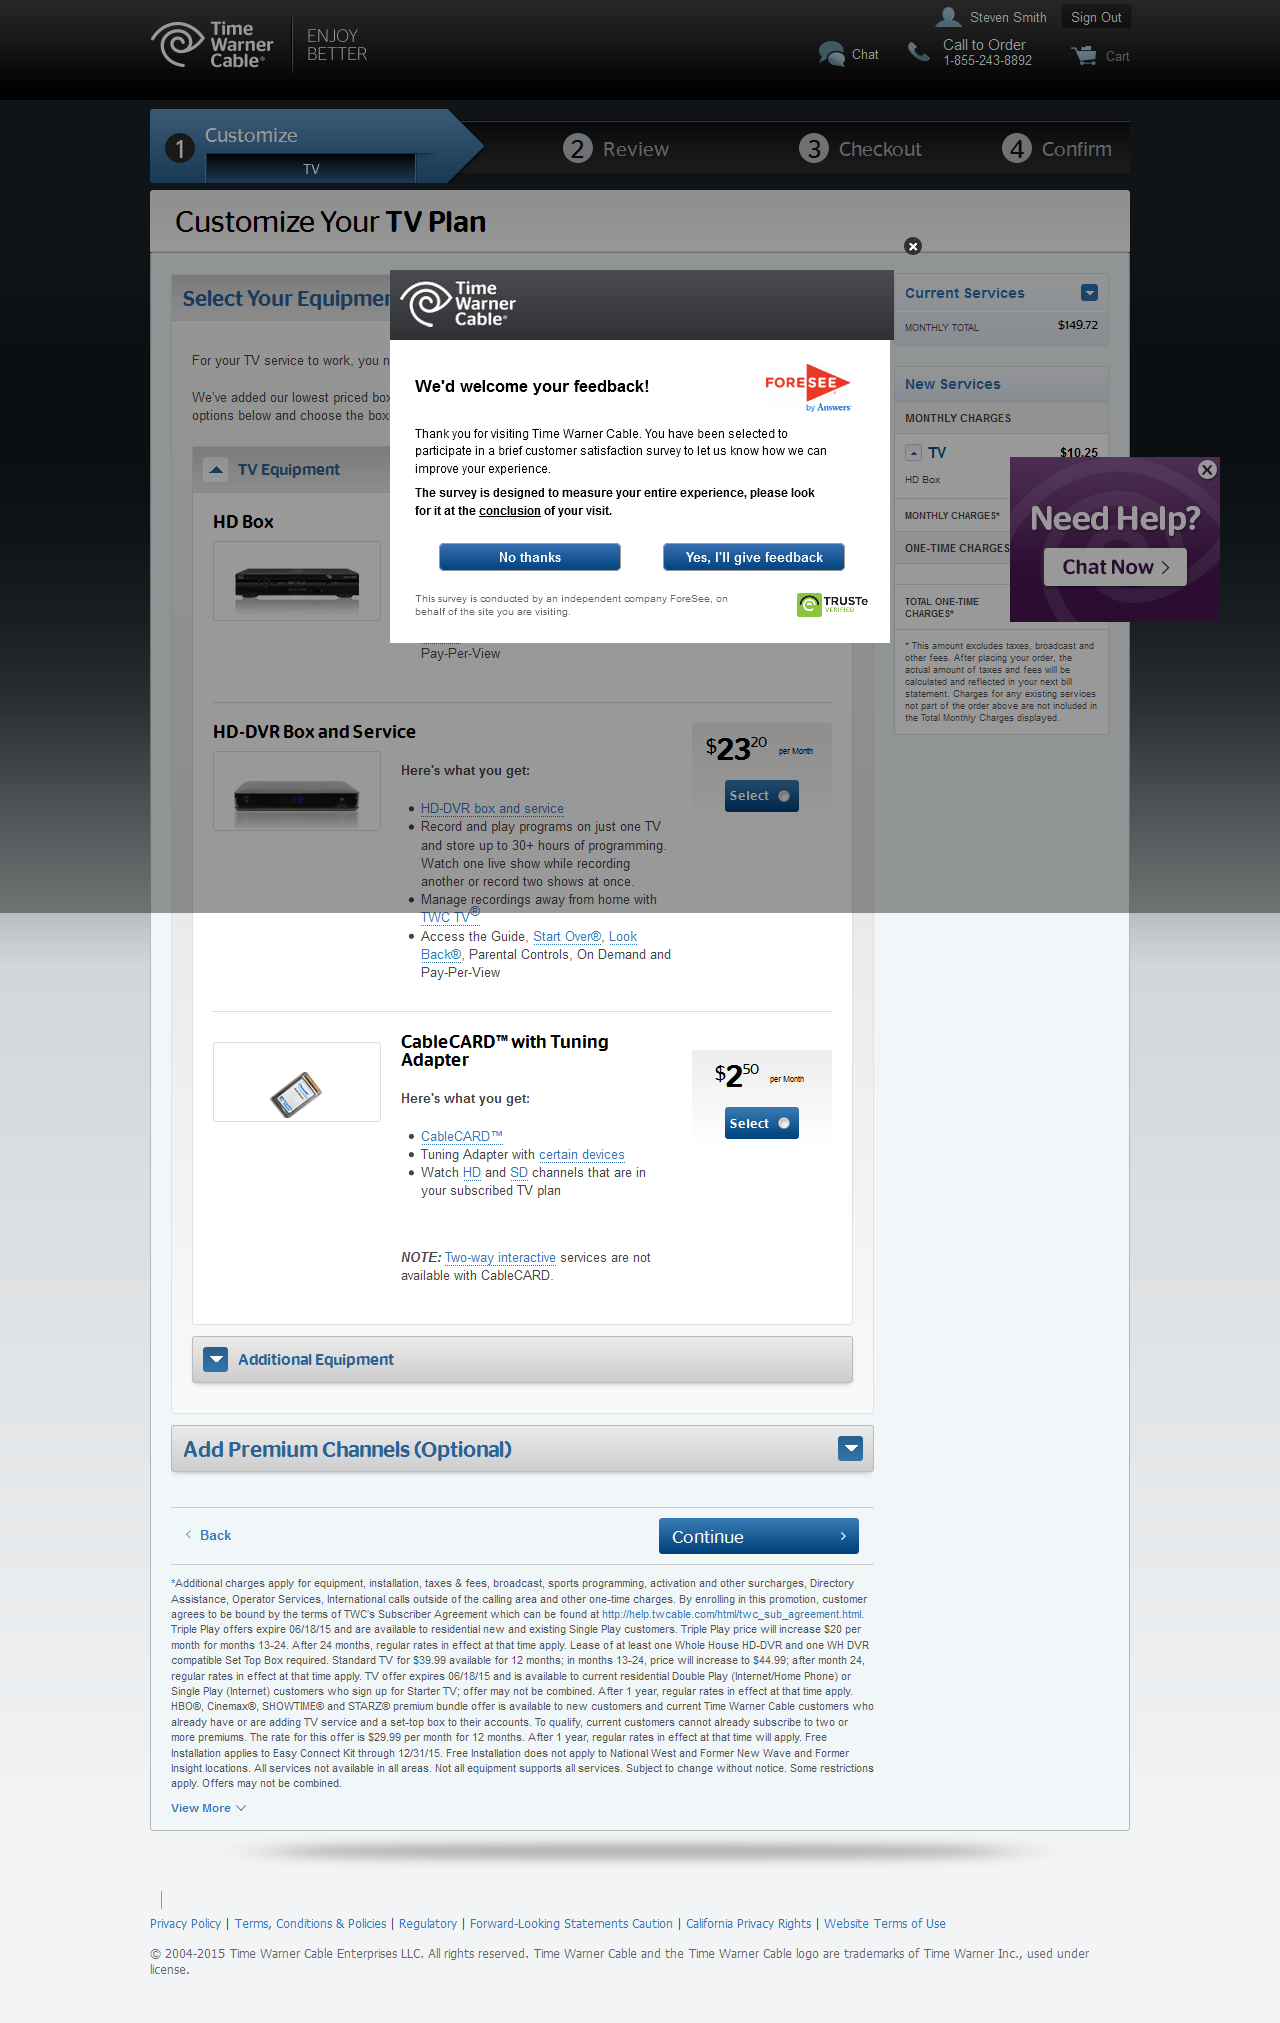 Time
Warner
Cable®
ENJOY
BETTER
Steven Smith
Sign Out
Chat
Call to Order
1-855-243-8892
Cart
1 Customize
TV
2 Review
3 Checkout
4 Confirm
Customize Your TV Plan
Select Your Equipmen
For your TV service to work, you n
We've added our lowest priced box
options below and choose the box
TV Equipment
HD Box
Time
Warner
Cable®
We'd welcome your feedback!
FORESEE
by Answers
Thank you for visiting Time Warner Cable. You have been selected to
participate in a brief customer satisfaction survey to let us know how we can
improve your experience.
The survey is designed to measure your entire experience, please look
for it at the conclusion of your visit.
No thanks
Yes, I'll give feedback
This survey is conducted by an independent company ForeSee, on
behalf of the site you are visiting.
TRUSTe
VERIFIED
Pay-Per-View
Current Services
MONTHLY TOTAL $149.72
New Services
MONTHLY CHARGES
TV $10.25
HD Box
MONTHLY CHARGES*
ONE-TIME CHARGES
TOTAL ONE-TIME
CHARGES*
* This amount excludes taxes, broadcast and
other fees. After placing your order, the
actual amount of taxes and fees will be
calculated and reflected in your next bill
statement. Charges for any existing services
not part of the order above are not included in
the Total Monthly Charges displayed.
Need Help?
Chat Now
HD-DVR Box and Service
Here's what you get:
HD-DVR box and service
Record and play programs on just one TV
and store up to 30+ hours of programming.
Watch one live show while recording
another or record two shows at once.
Manage recordings away from home with
TWC TV®
Access the Guide, Start Over®, Look
Back®, Parental Controls, On Demand and
Pay-Per-View
$23 20 per Month
Select
CableCARD™ with Tuning
Adapter
Here's what you get:
CableCARD™
Tuning Adapter with certain devices
Watch HD and SD channels that are in
your subscribed TV plan
NOTE: Two-way interactive services are not
available with CableCARD.
$2 50 per Month
Select
Additional Equipment
Add Premium Channels (Optional)
Back
Continue
*Additional charges apply for equipment, installation, taxes & fees, broadcast, sports programming, activation and other surcharges, Directory
Assistance, Operator Services, International calls outside of the calling area and other one-time charges. By enrolling in this promotion, customer
agrees to be bound by the terms of TWC's Subscriber Agreement which can be found at http://help.twcable.com/html/twc_sub_agreement.html.
Triple Play offers expire 06/18/15 and are available to residential new and existing Single Play customers. Triple Play price will increase $20 per
month for months 13-24. After 24 months, regular rates in effect at that time apply. Lease of at least one Whole House HD-DVR and one WH DVR
compatible Set Top Box required. Standard TV for $39.99 available for 12 months; in months 13-24, price will increase to $44.99; after month 24,
regular rates in effect at that time apply. TV offer expires 06/18/15 and is available to current residential Double Play (Internet/Home Phone) or
Single Play (Internet) customers who sign up for Starter TV; offer may not be combined. After 1 year, regular rates in effect at that time apply.
HBO®, Cinemax®, SHOWTIME® and STARZ® premium bundle offer is available to new customers and current Time Warner Cable customers who
already have or are adding TV service and a set-top box to their accounts. To qualify, current customers cannot already subscribe to two or
more premiums. The rate for this offer is $29.99 per month for 12 months. After 1 year, regular rates in effect at that time will apply. Free
Installation applies to Easy Connect Kit through 12/31/15. Free Installation does not apply to National West and Former New Wave and Former
Insight locations. All services not available in all areas. Not all equipment supports all services. Subject to change without notice. Some restrictions
apply. Offers may not be combined.
View More
Privacy Policy | Terms, Conditions & Policies | Regulatory | Forward-Looking Statements Caution | California Privacy Rights | Website Terms of Use
© 2004-2015 Time Warner Cable Enterprises LLC. All rights reserved. Time Warner Cable and the Time Warner Cable logo are trademarks of Time Warner Inc., used under
license.